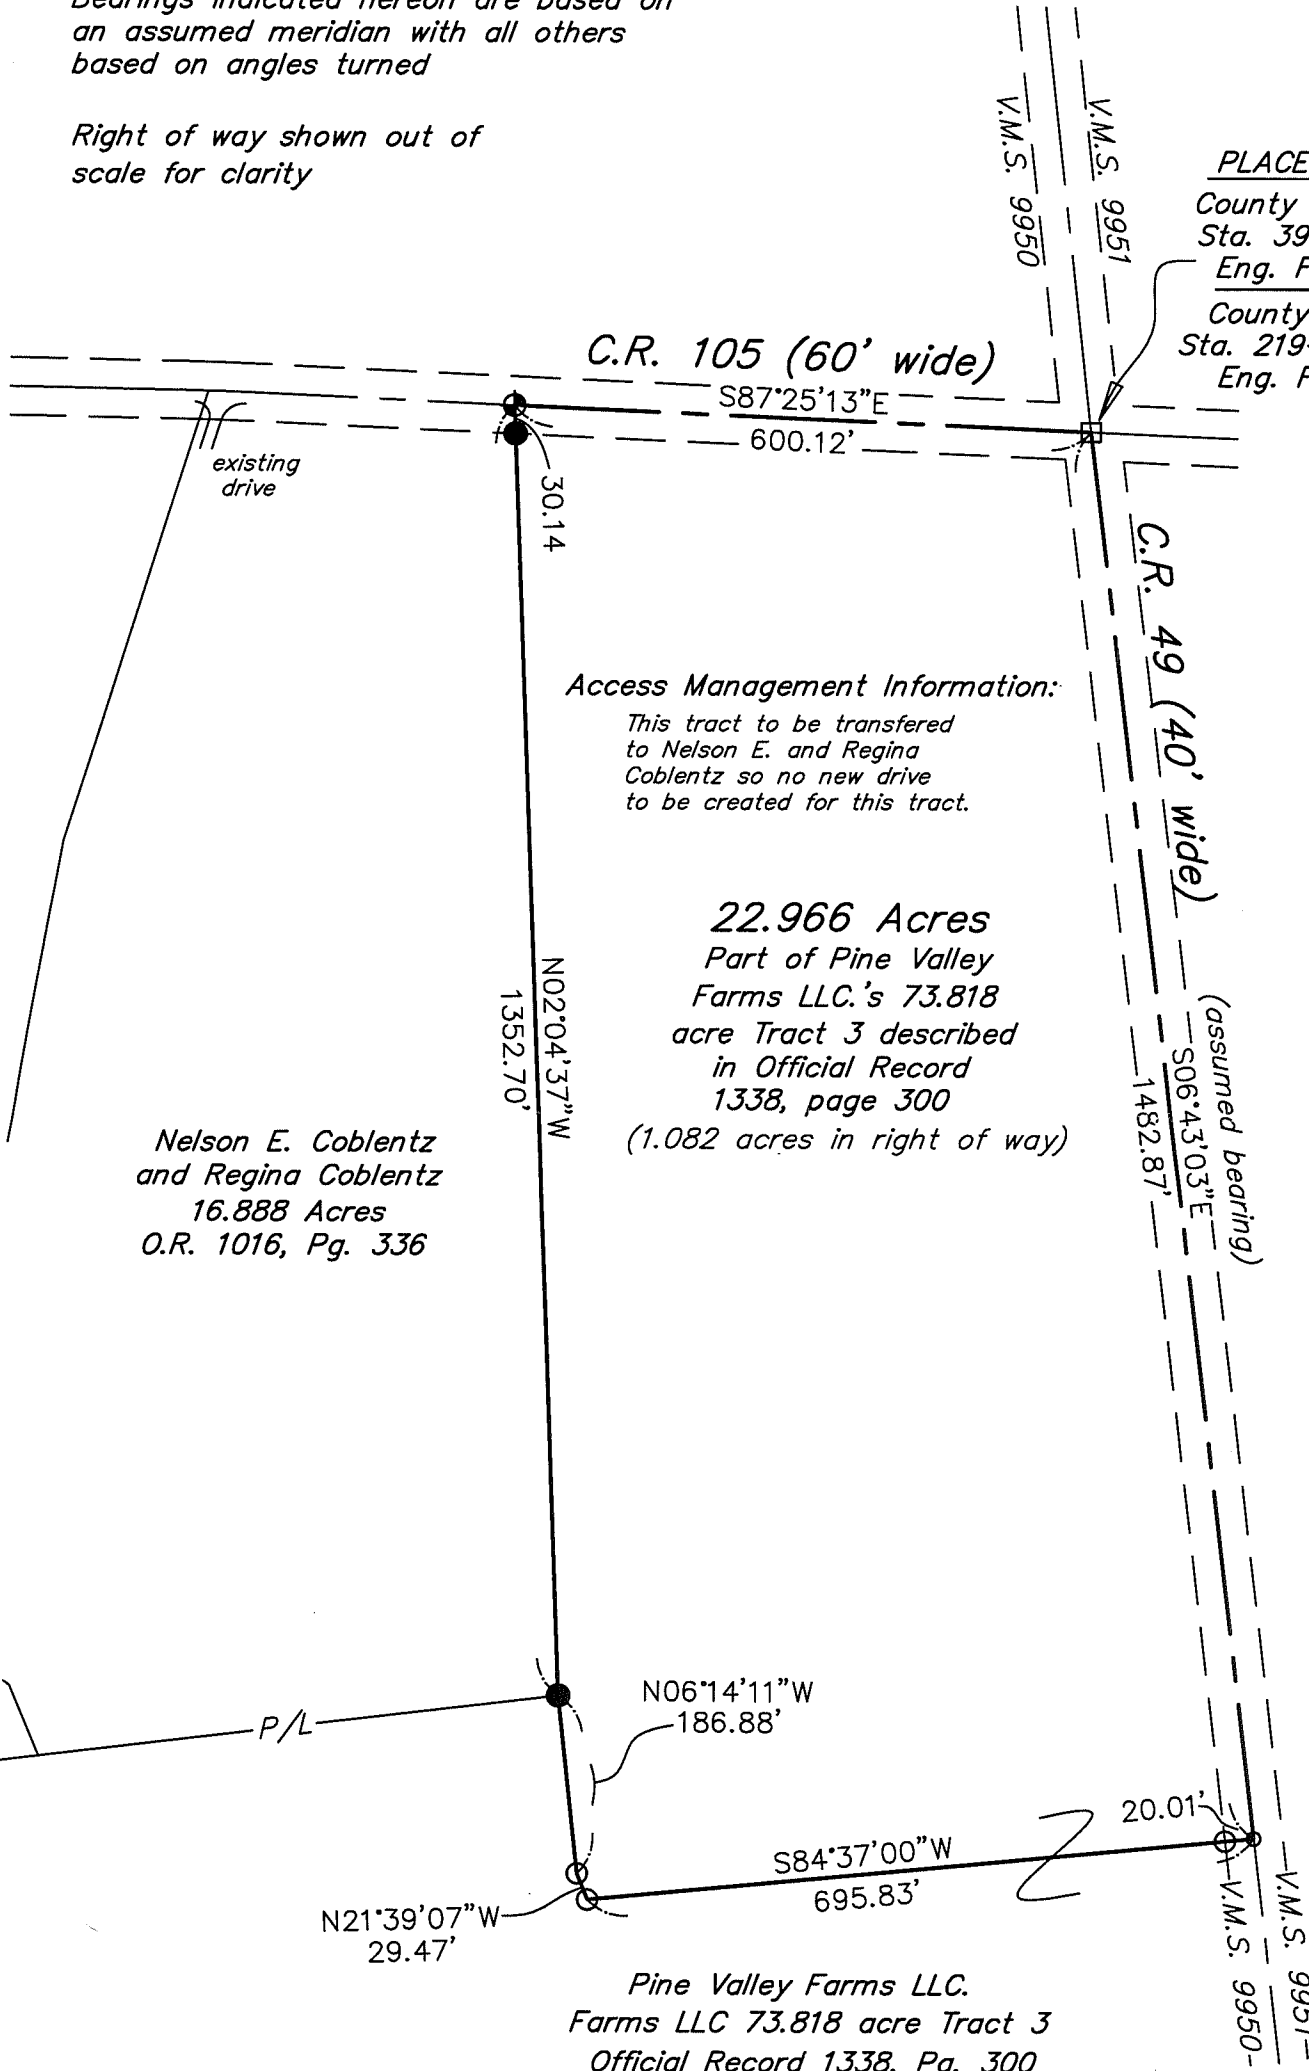 Bearings indicated hereon are based on
an assumed meridian with all others
based on angles turned
Right of way shown out of
scale for clarity
V.M.S. 9950
V.M.S. 9951
PLACE
County
Sta. 39
Eng.
County
Sta. 219
Eng.
C.R. 105 (60' wide)
S87°25'13"E
600.12'
existing
drive
30.14
C.R. 49 (40' wide)
Access Management Information:
This tract to be transfered
to Nelson E. and Regina
Coblentz so no new drive
to be created for this tract.
22.966 Acres
Part of Pine Valley
Farms LLC.'s 73.818
acre Tract 3 described
in Official Record
1338, page 300
(1.082 acres in right of way)
N02°04'37"W
1352.70'
(assumed bearing)
S06°43'03"E
1482.87'
Nelson E. Coblentz
and Regina Coblentz
16.888 Acres
O.R. 1016, Pg. 336
P/L
N06°14'11"W
186.88'
20.01'
S84°37'00"W
695.83'
N21°39'07"W
29.47'
V.M.S. 9950
V.M.S. 9951
Pine Valley Farms LLC.
Farms LLC 73.818 acre Tract 3
Official Record 1338, Pg. 300